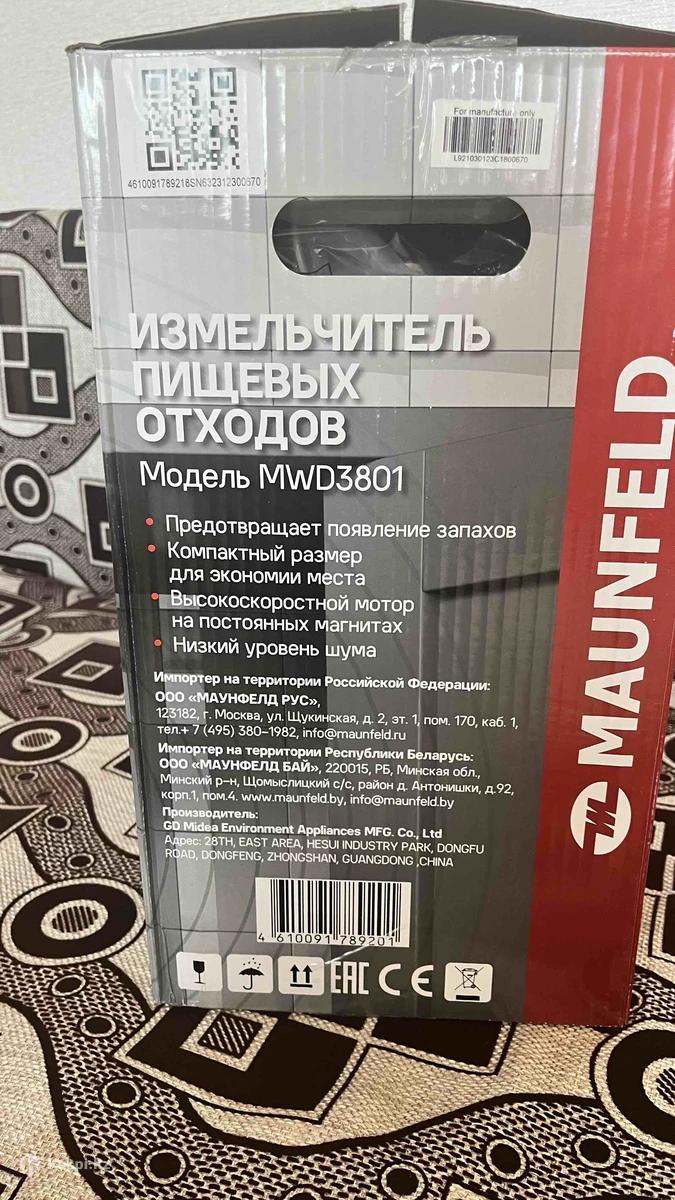 For manufacture only
L921030123C1800670
4610091789218SN632312300670
ИЗМЕЛЬЧИТЕЛЬ
ПИЩЕВЫХ
ОТХОДОВ
Модель MWD3801
• Предотвращает появление запахов
• Компактный размер
для экономии места
• Высокоскоростной мотор
на постоянных магнитах
• Низкий уровень шума
Импортер на территории Российской Федерации:
ООО «МАУНФЕЛД РУС»,
123182, г. Москва, ул. Щукинская, д. 2, эт. 1, пом. 170, каб. 1,
тел.+ 7 (495) 380-1982, info@maunfeld.ru
Импортер на территории Республики Беларусь:
ООО «МАУНФЕЛД БАЙ», 220015, РБ, Минская обл.,
Минский р-н, Щомыслицкий с/с, район д. Антонишки, д.92,
корп.1, пом.4. www.maunfeld.by, info@maunfeld.by
Производитель:
GD Midea Environment Appliances MFG. Co., Ltd
Адрес: 28TH, EAST AREA, HESUI INDUSTRY PARK, DONGFU
ROAD, DONGFENG, ZHONGSHAN, GUANGDONG ,CHINA
4 610091 789201
EAC CE
MAUNFELD